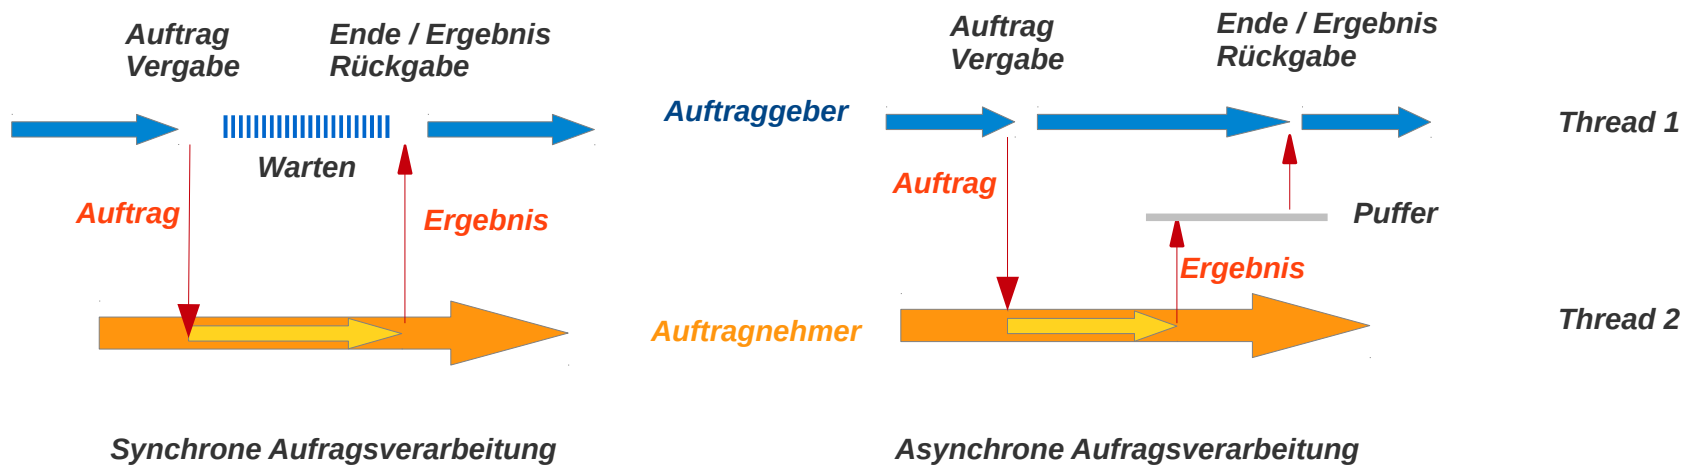 Auftrag
Vergabe
Ende / Ergebnis
Rückgabe
Auftrag
Vergabe
Ende / Ergebnis
Rückgabe
Auftraggeber
Thread 1
Warten
Auftrag
Ergebnis
Auftrag
Puffer
Ergebnis
Auftragnehmer
Thread 2
Synchrone Aufragsverarbeitung
Asynchrone Aufragsverarbeitung